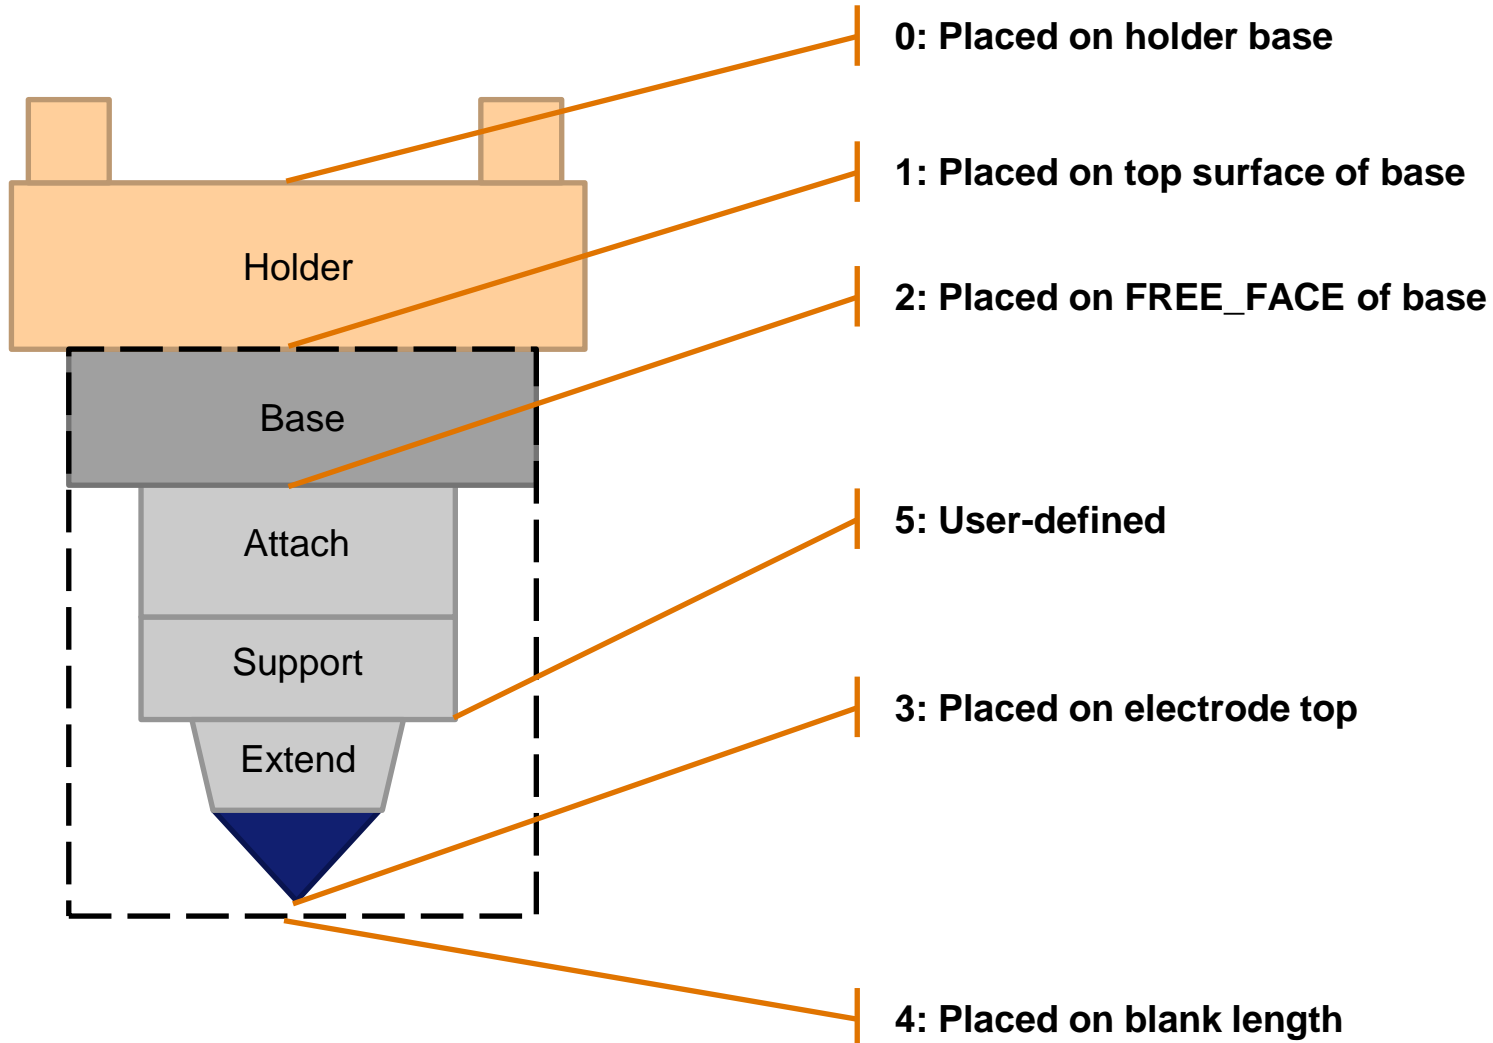 0: Placed on holder base
1: Placed on top surface of base
Holder
2: Placed on FREE_FACE of base
Base
5: User-defined
Attach
Support
3: Placed on electrode top
Extend
4: Placed on blank length